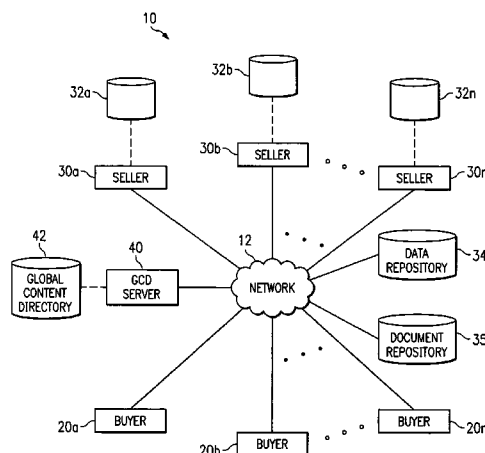 10
32a
32b
32n
30a
SELLER
30b
SELLER
SELLER
30n
42
40
12
GLOBAL
CONTENT
DIRECTORY
GCD
SERVER
NETWORK
DATA
REPOSITORY
34
DOCUMENT
REPOSITORY
35
20a
BUYER
20b
BUYER
BUYER
20n